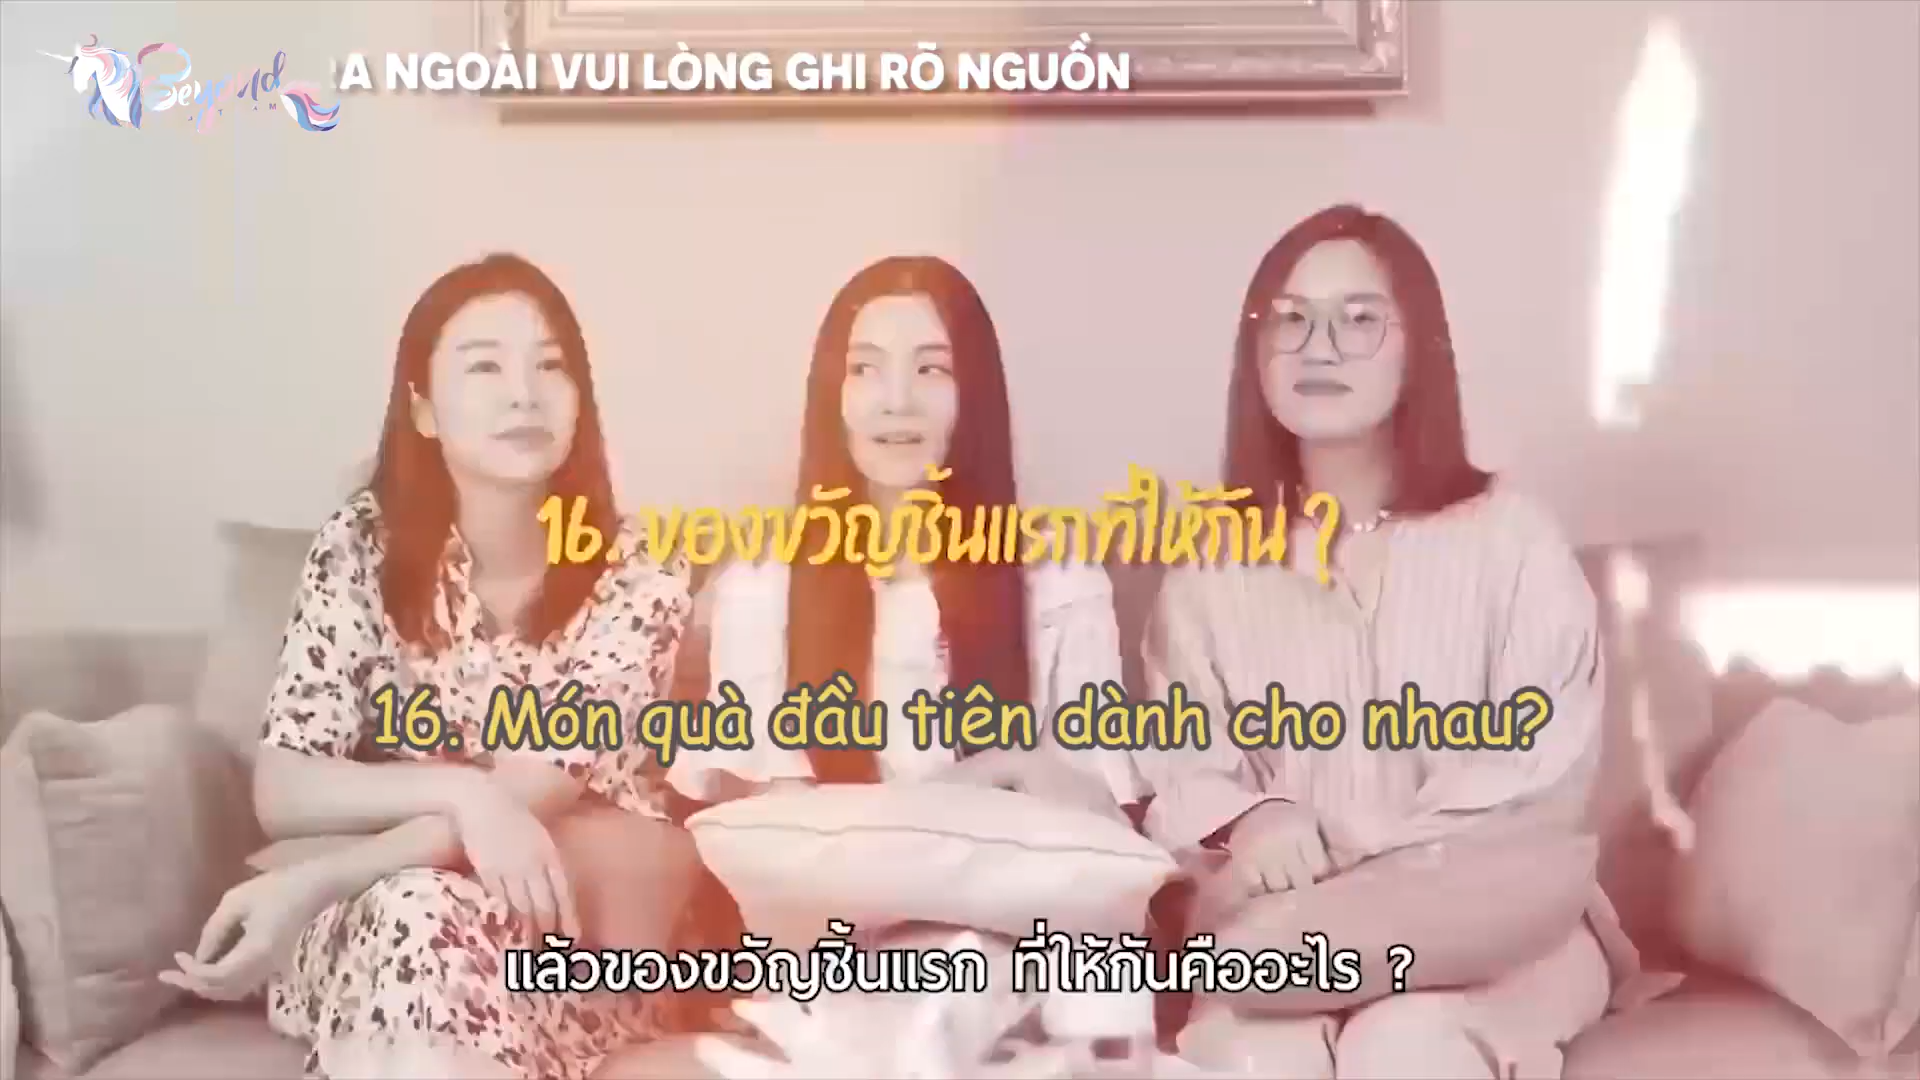 Beyond
RA NGOÀI VUI LÒNG GHI RÕ NGUỒN
16. ของขวัญชิ้นแรกที่ให้กัน ?
16. Món quà đầu tiên dành cho nhau?
แล้วของขวัญชิ้นแรก ที่ให้กันคืออะไร ?